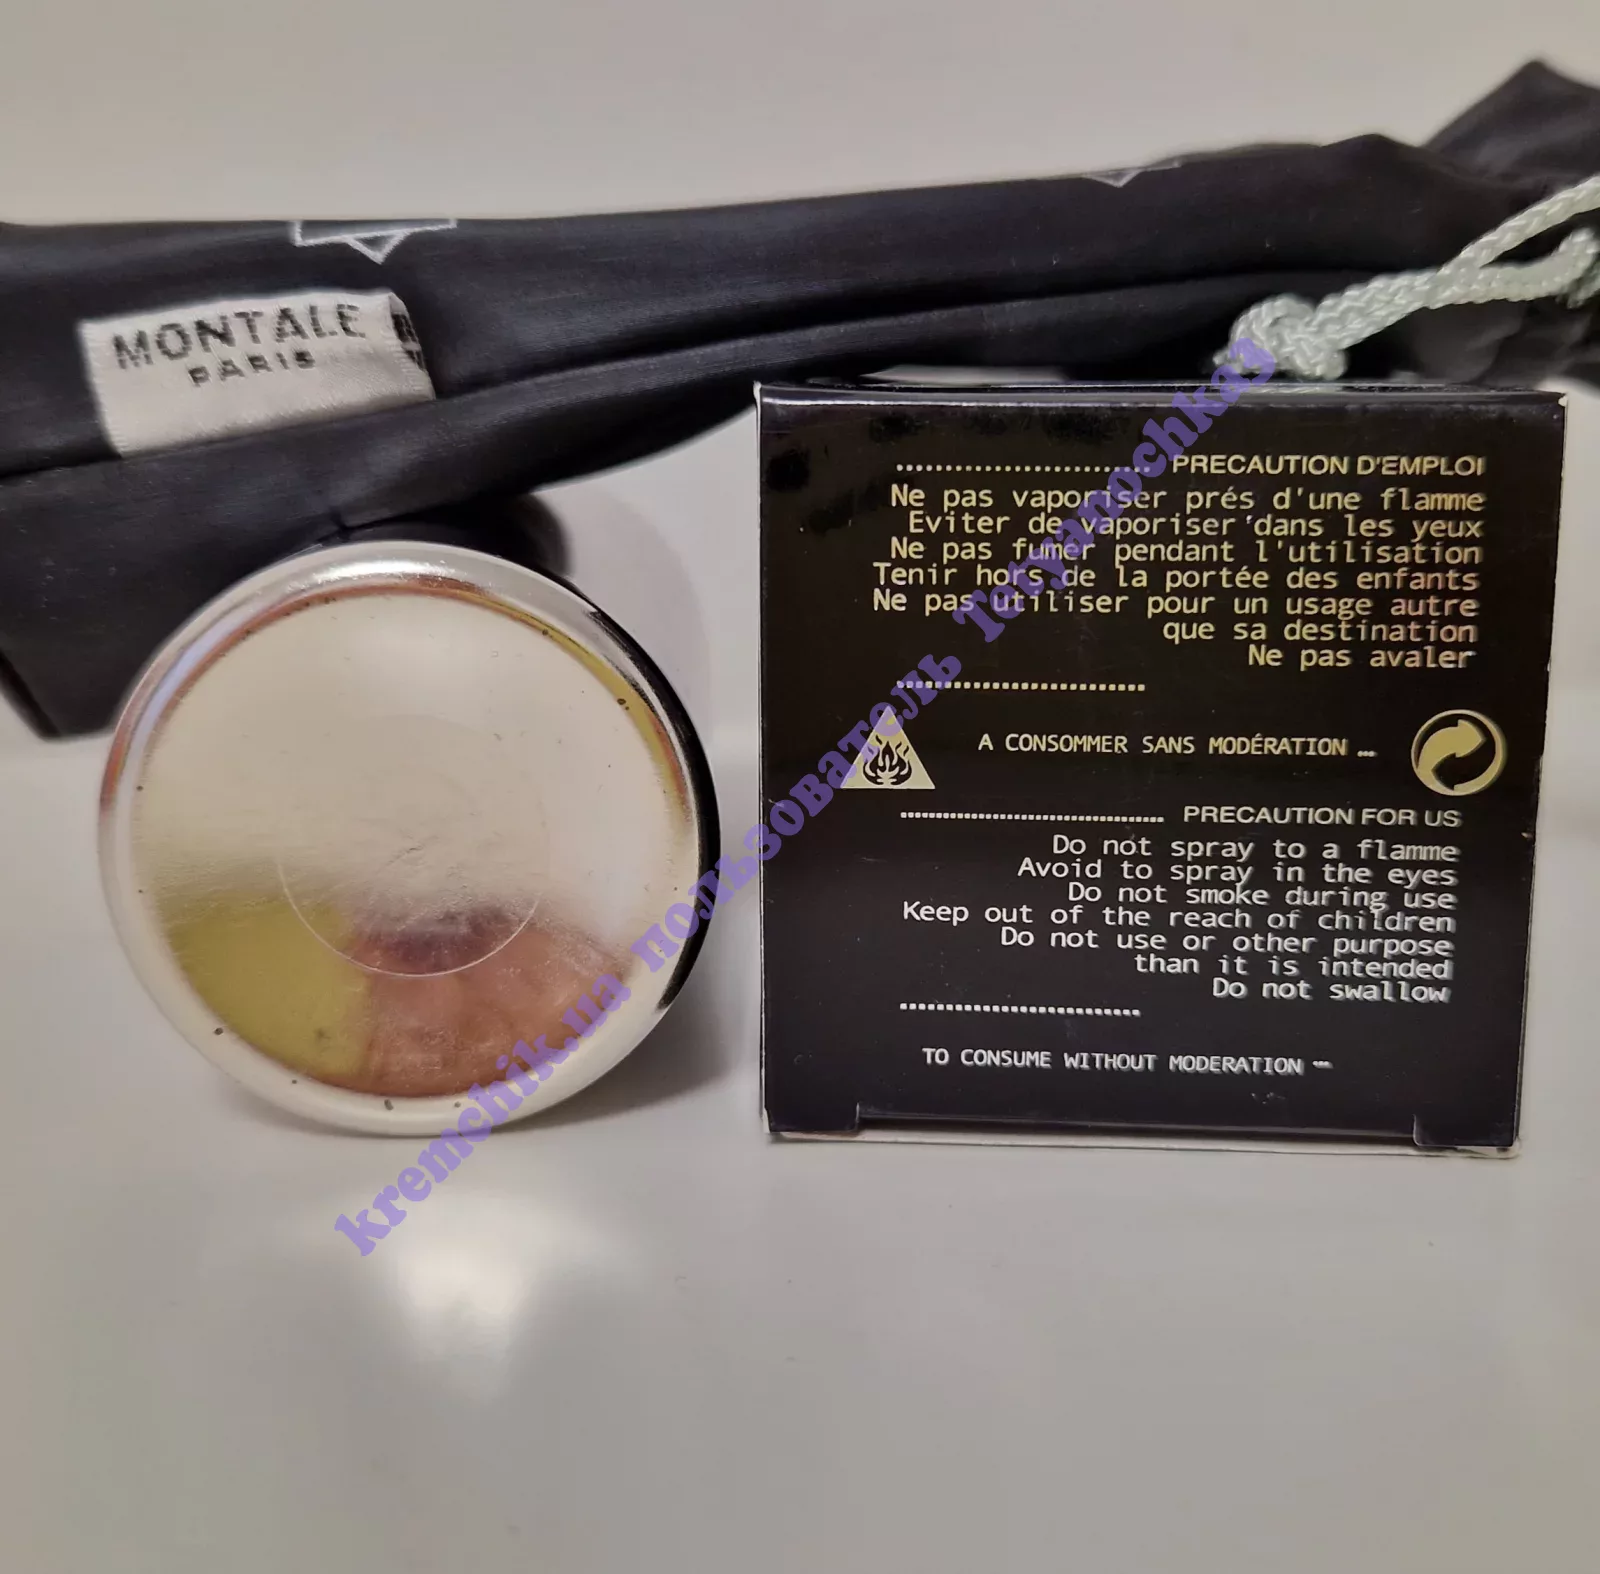 MONTALE
PARIS
PRECAUTION D'EMPLOI
Ne pas vaporiser prés d'une flamme
Eviter de vaporiser dans les yeux
Ne pas fumer pendant l'utilisation
Tenir hors de la portée des enfants
Ne pas utiliser pour un usage autre
que sa destination
Ne pas avaler
A CONSOMMER SANS MODÉRATION ...
PRECAUTION FOR US
Do not spray to a flamme
Avoid to spray in the eyes
Do not smoke during use
Keep out of the reach of children
Do not use or other purpose
than it is intended
Do not swallow
TO CONSUME WITHOUT MODERATION ...
kremchik.ua пользователь Tetyanochka3